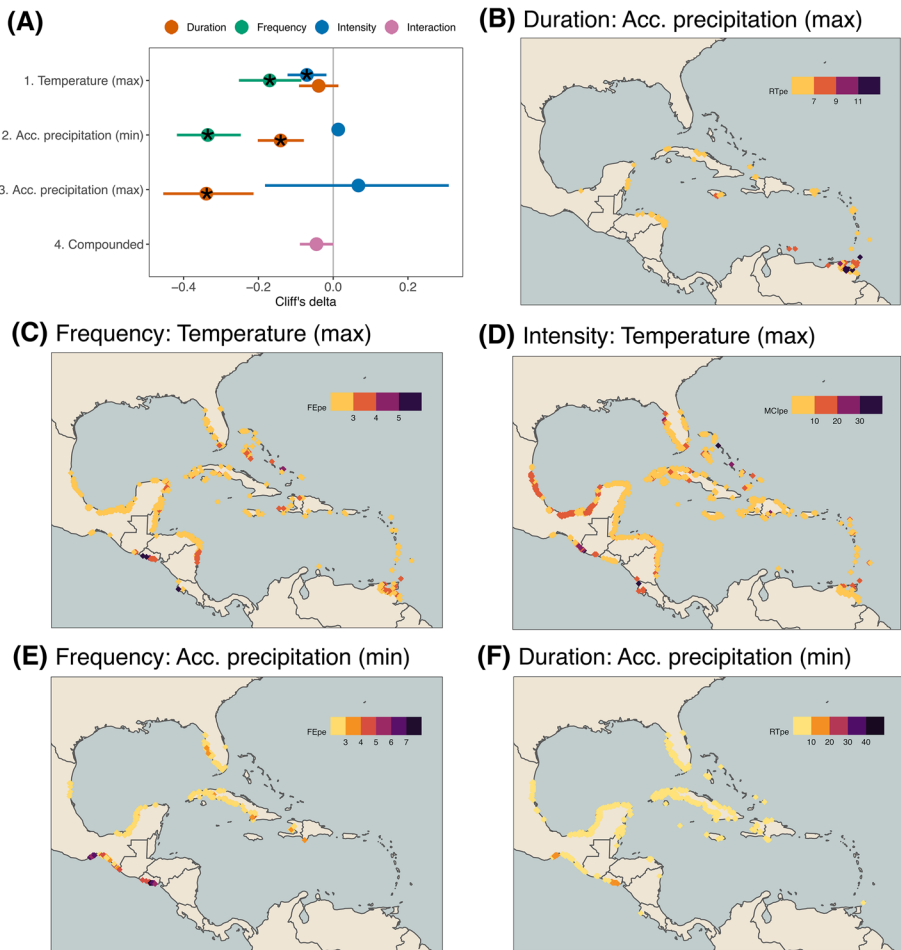 (A)
Duration Frequency Intensity Interaction
1. Temperature (max)
2. Acc. precipitation (min)
3. Acc. precipitation (max)
4. Compounded
−0.4 −0.2 0.0 0.2
Cliff's delta
(B) Duration: Acc. precipitation (max)
RTpe
7 9 11
(C) Frequency: Temperature (max)
FEpe
3 4 5
(D) Intensity: Temperature (max)
MCIpe
10 20 30
(E) Frequency: Acc. precipitation (min)
FEpe
3 4 5 6 7
(F) Duration: Acc. precipitation (min)
RTpe
10 20 30 40